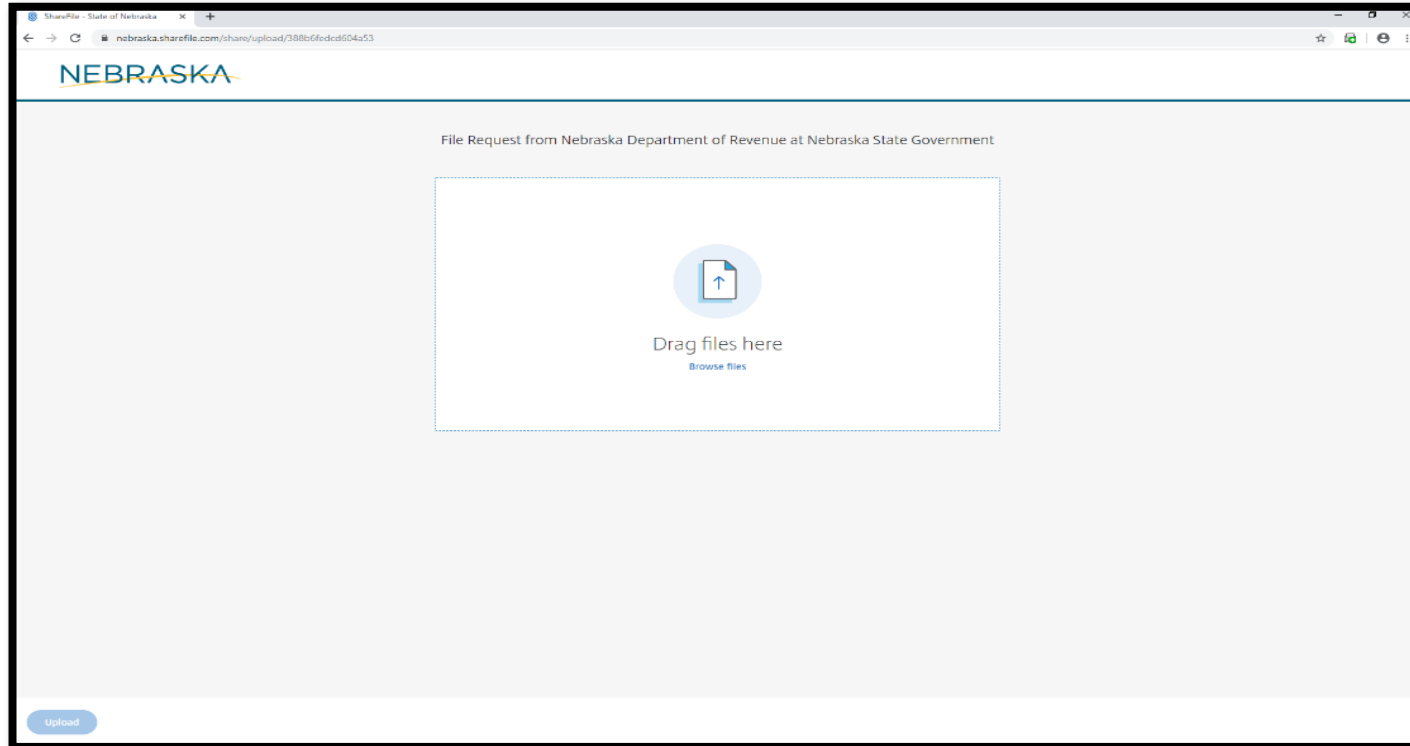 ShareFile - State of Nebraska
nebraska.sharefile.com/share/upload/388b6fedcd604a53
NEBRASKA
File Request from Nebraska Department of Revenue at Nebraska State Government
Drag files here
Browse files
Upload